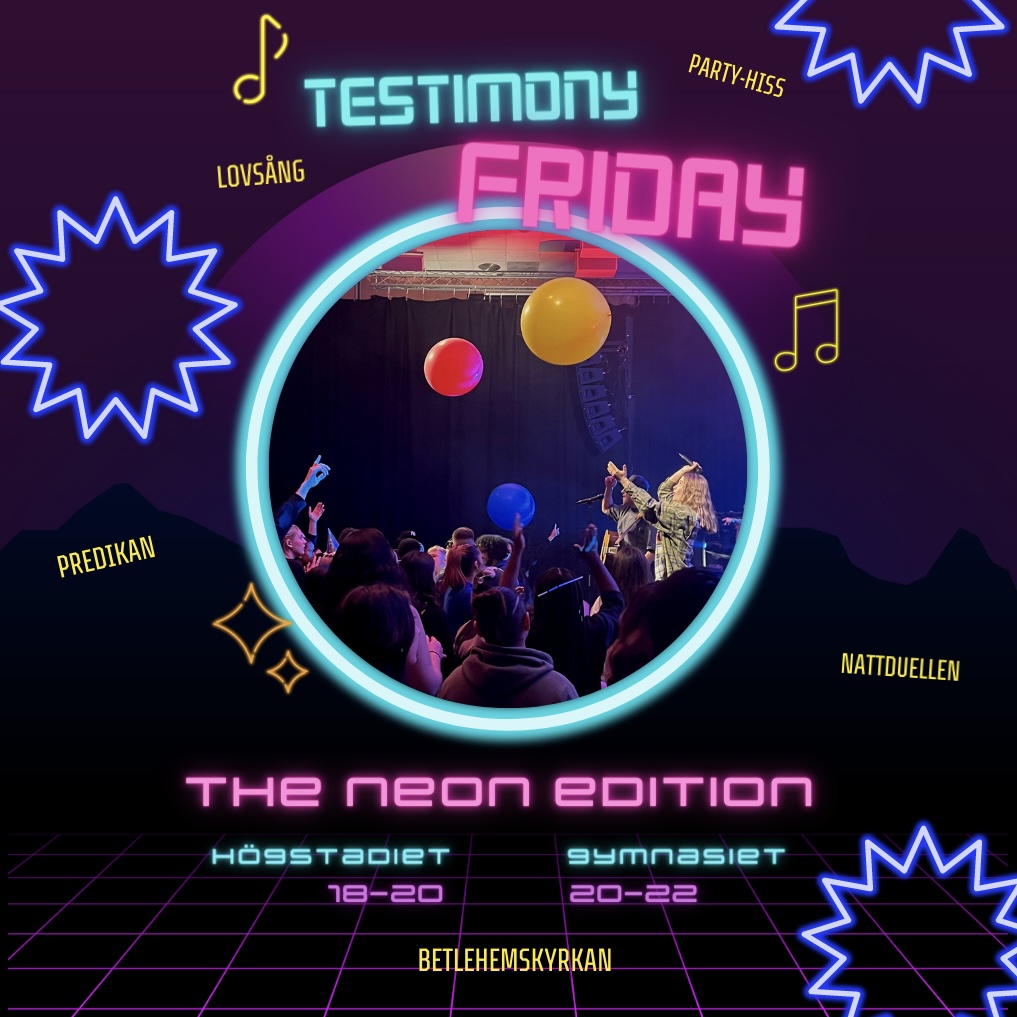 TESTIMONY
PARTY-HISS
LOVSÅNG
FRIDAY
PREDIKAN
NATTDUELLEN
THE NEON EDITION
HÖGSTADIET
18-20
GYMNASIET
20-22
BETLEHEMSKYRKAN